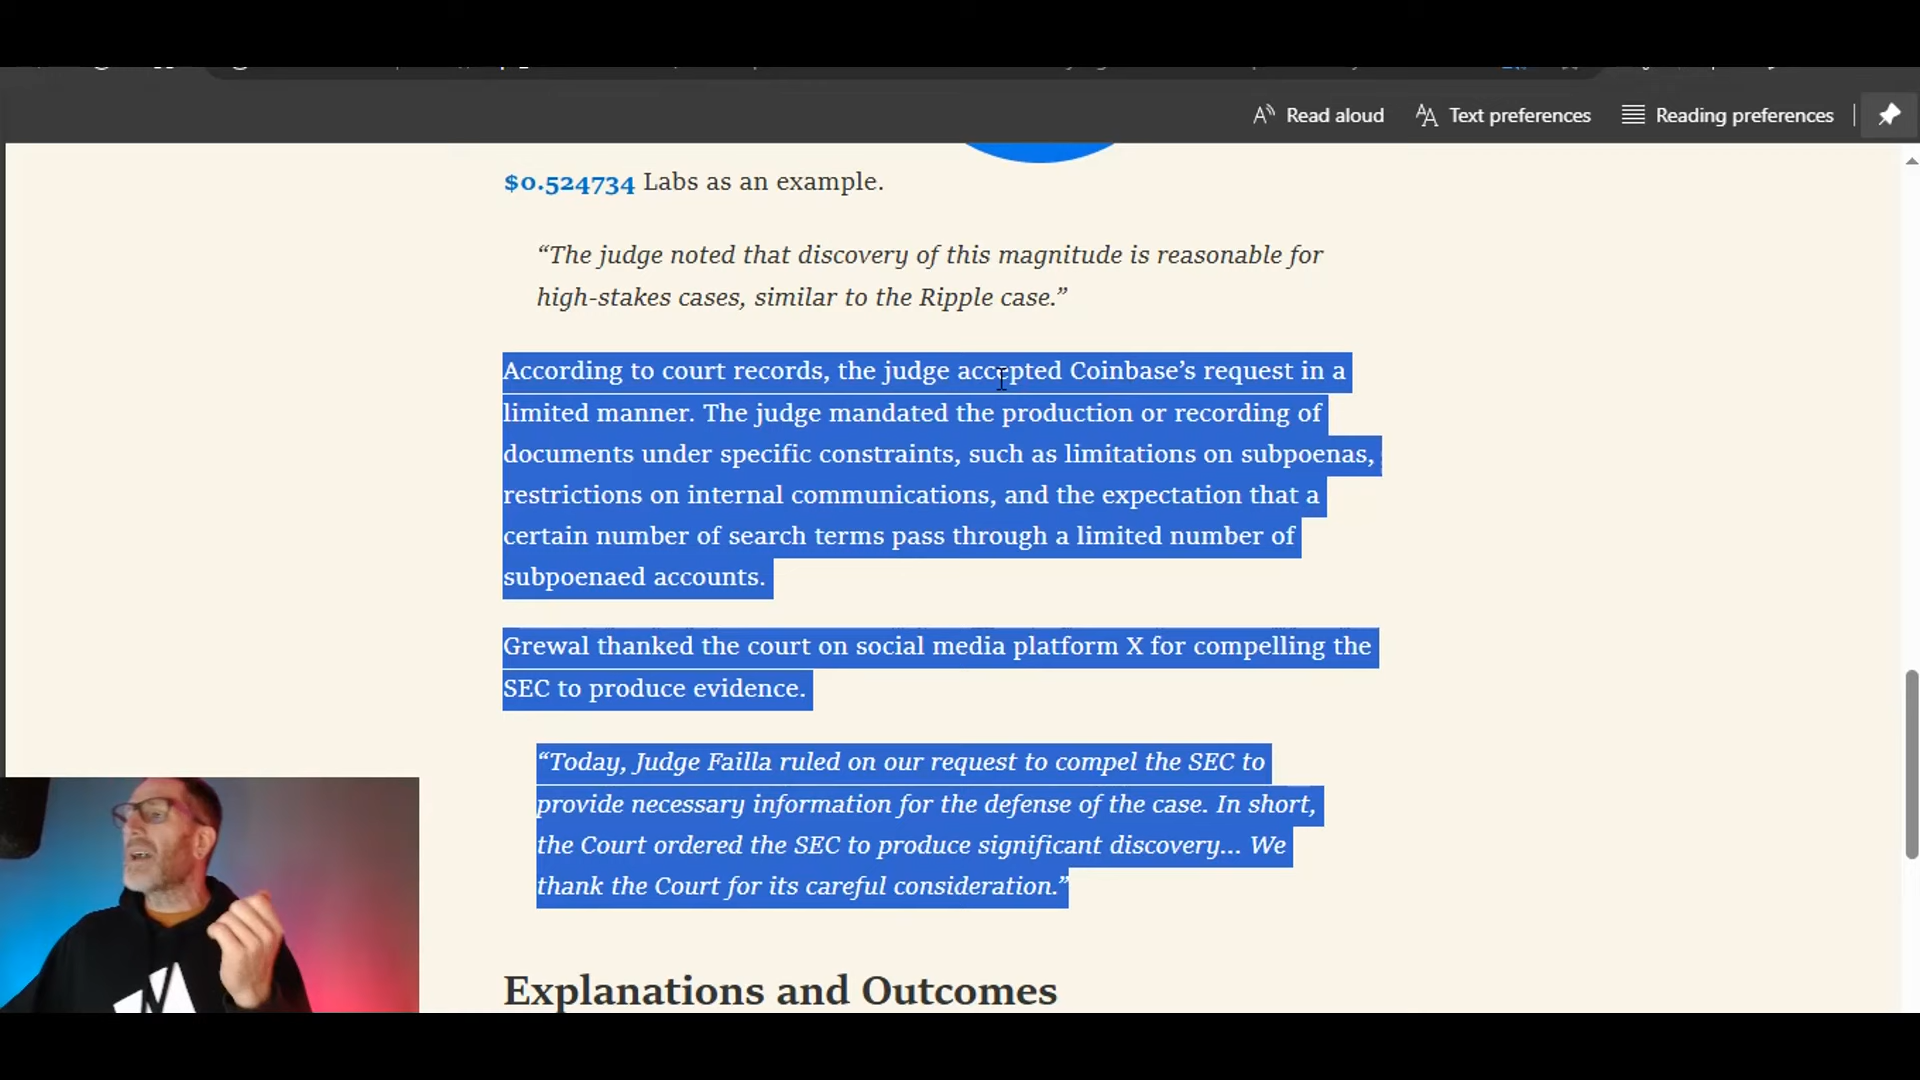 Read aloud
Text preferences
Reading preferences
$0.524734 Labs as an example.
“The judge noted that discovery of this magnitude is reasonable for
high-stakes cases, similar to the Ripple case.”
According to court records, the judge accepted Coinbase’s request in a
limited manner. The judge mandated the production or recording of
documents under specific constraints, such as limitations on subpoenas,
restrictions on internal communications, and the expectation that a
certain number of search terms pass through a limited number of
subpoenaed accounts.
Grewal thanked the court on social media platform X for compelling the
SEC to produce evidence.
“Today, Judge Failla ruled on our request to compel the SEC to
provide necessary information for the defense of the case. In short,
the Court ordered the SEC to produce significant discovery... We
thank the Court for its careful consideration.”
Explanations and Outcomes